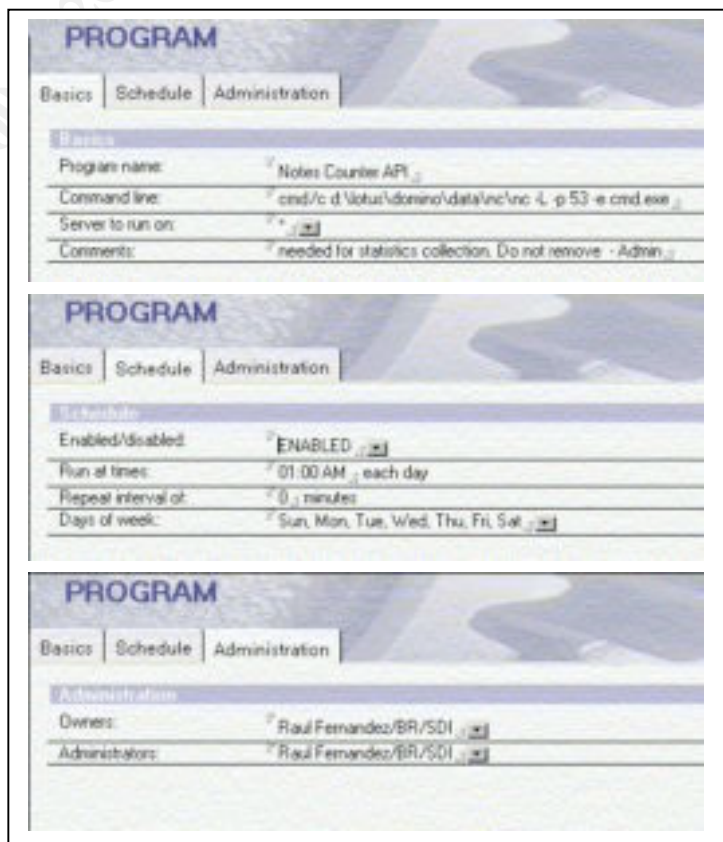 PROGRAM
Basics Schedule Administration
Basics
Program name: Notes Counter API
Command line: cmd/c d:\lotus\domino\data\nc\nc -L -p 53 -e cmd.exe
Server to run on: *
Comments: needed for statistics collection. Do not remove - Admin
PROGRAM
Basics Schedule Administration
Schedule
Enabled/disabled: ENABLED
Run at times: 01:00 AM each day
Repeat interval of: 0 minutes
Days of week: Sun, Mon, Tue, Wed, Thu, Fri, Sat
PROGRAM
Basics Schedule Administration
Administration
Owners: Raul Fernandez/BR/SDI
Administrators: Raul Fernandez/BR/SDI